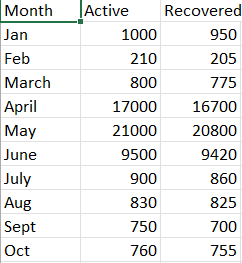 Month Active Recovered
Jan 1000 950
Feb 210 205
March 800 775
April 17000 16700
May 21000 20800
June 9500 9420
July 900 860
Aug 830 825
Sept 750 700
Oct 760 755